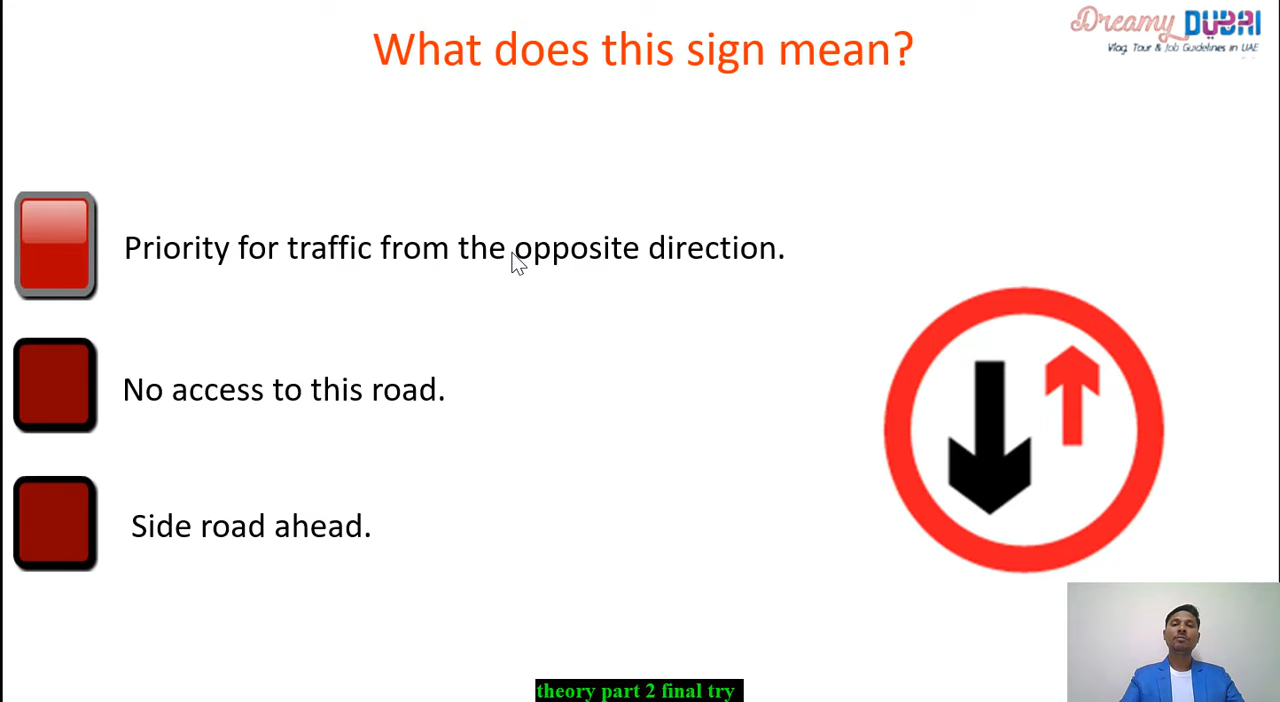 What does this sign mean?
Dreamy DUBAI
Vlog, Tour & Job Guidelines in UAE
Priority for traffic from the opposite direction.
No access to this road.
Side road ahead.
theory part 2 final try